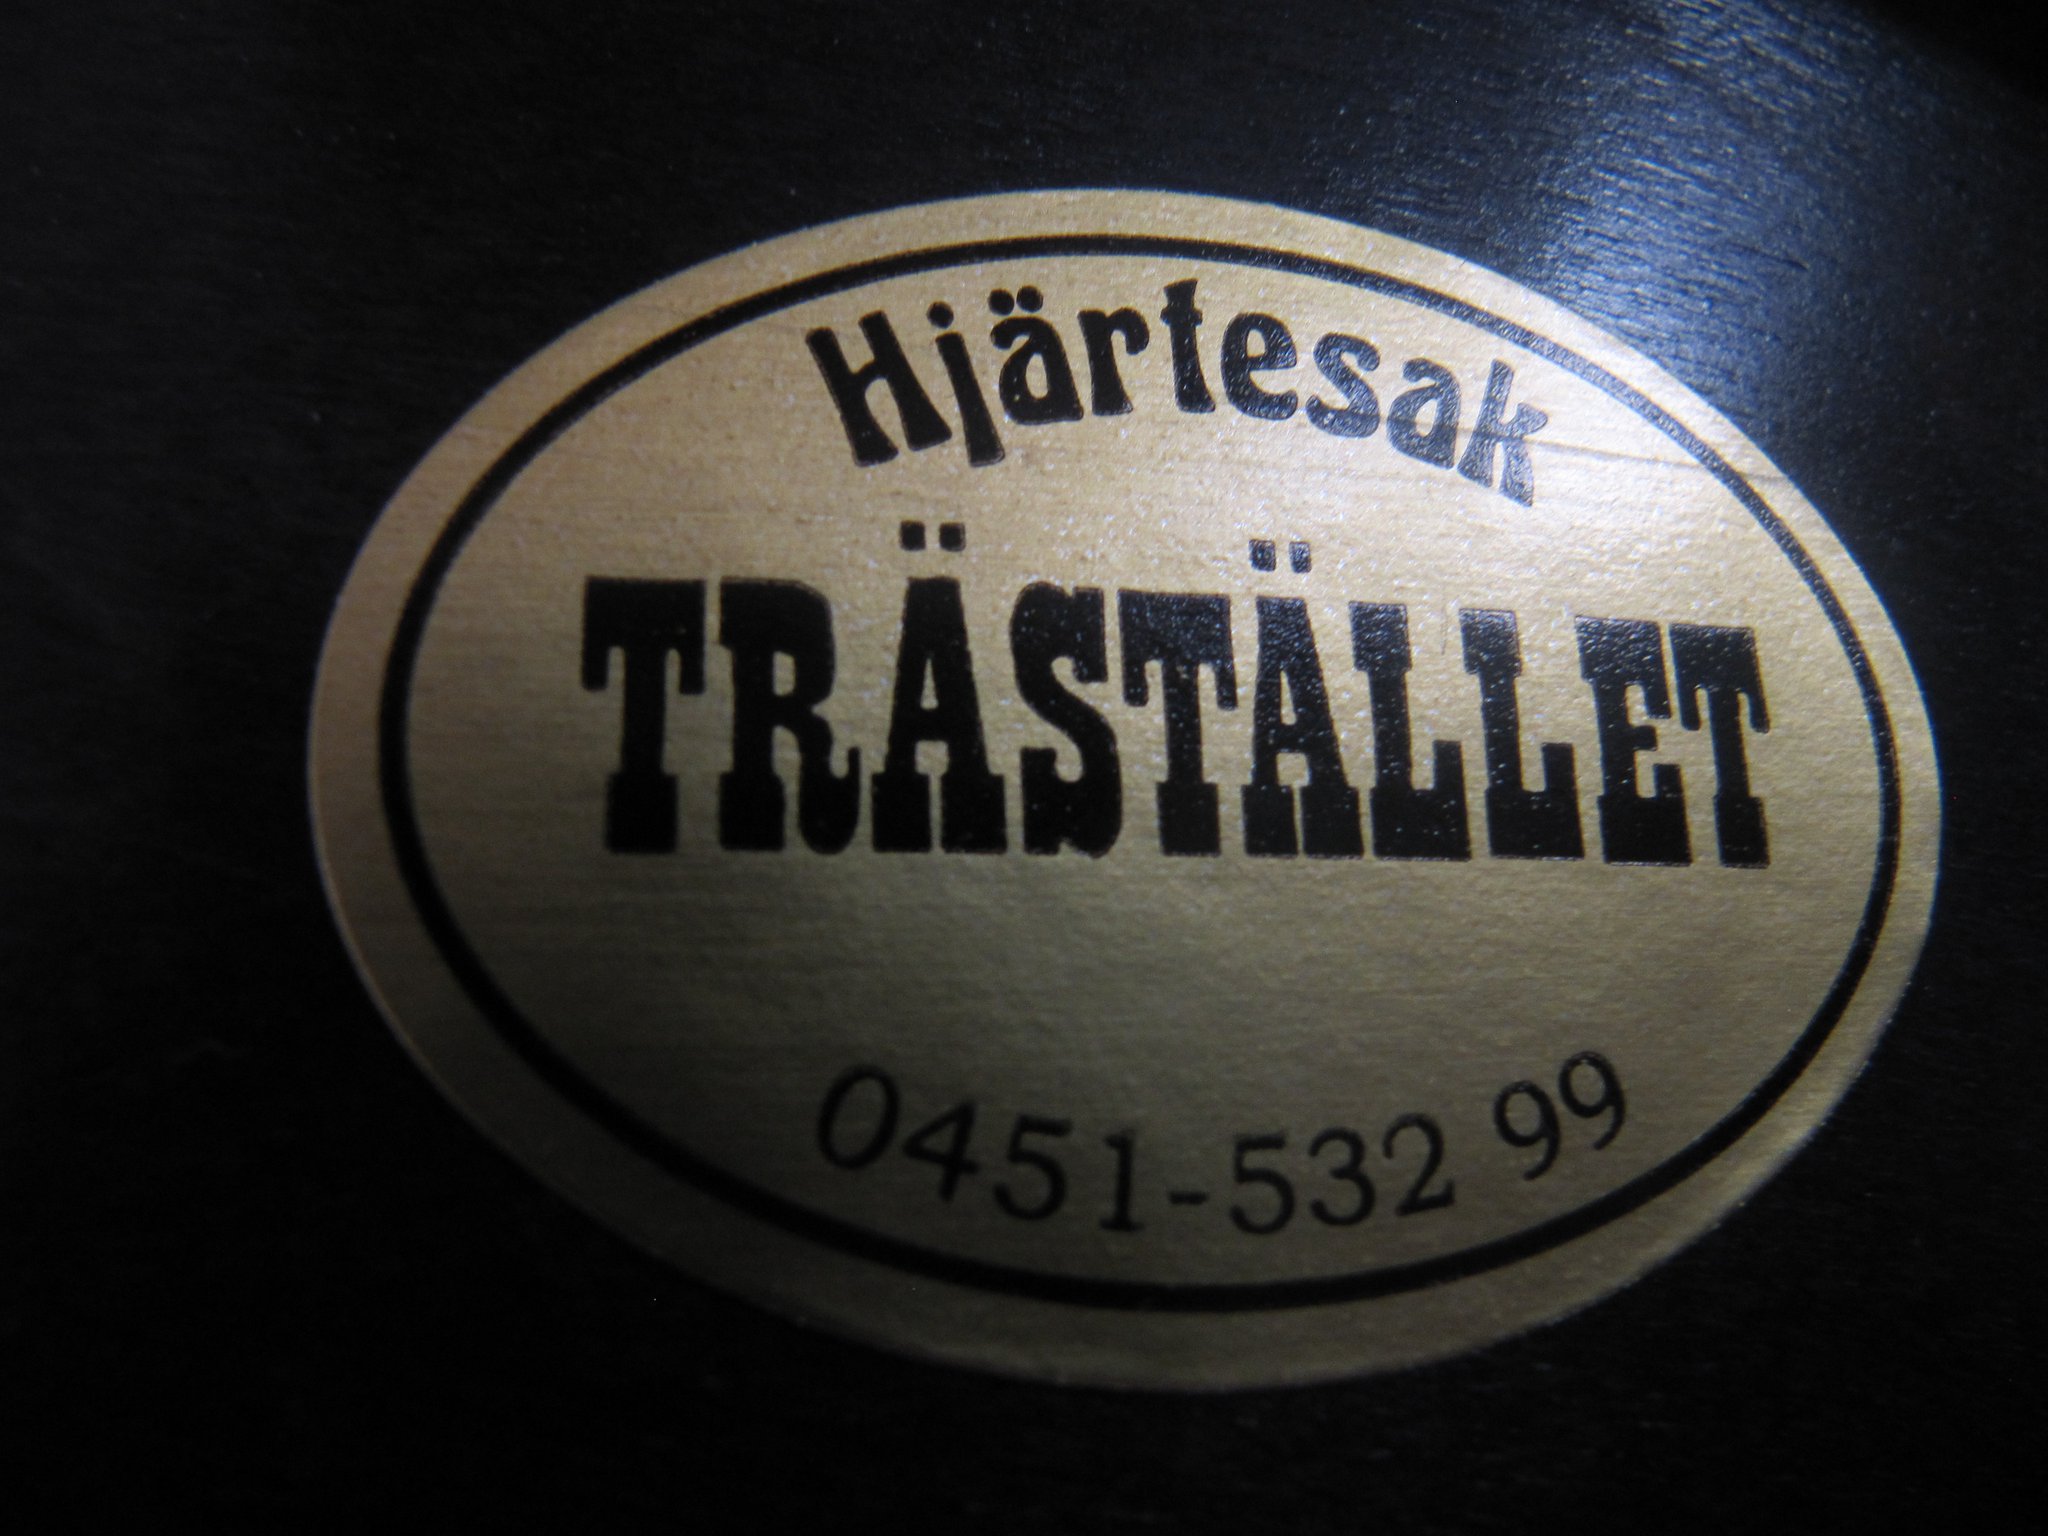 Hjärtesak
TRÄSTÄLLET
0451-532 99